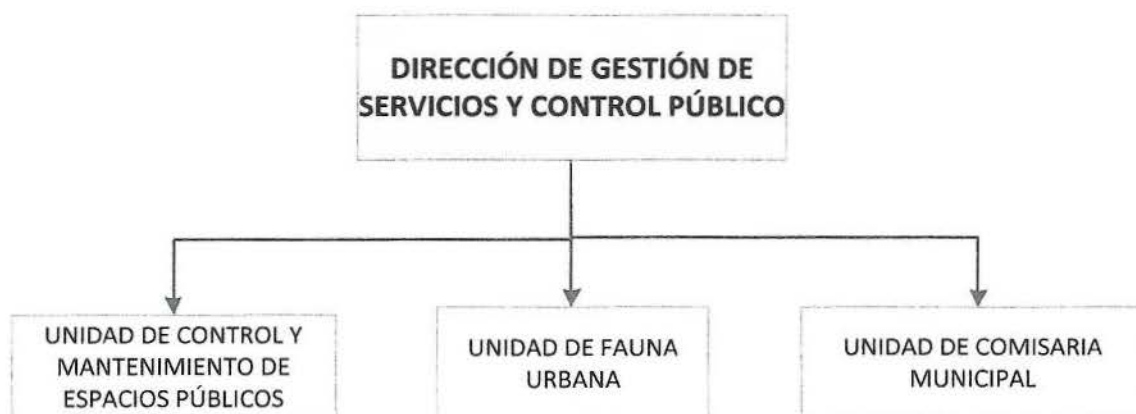 DIRECCIÓN DE GESTIÓN DE
SERVICIOS Y CONTROL PÚBLICO
UNIDAD DE CONTROL Y
MANTENIMIENTO DE
ESPACIOS PÚBLICOS
UNIDAD DE FAUNA
URBANA
UNIDAD DE COMISARIA
MUNICIPAL